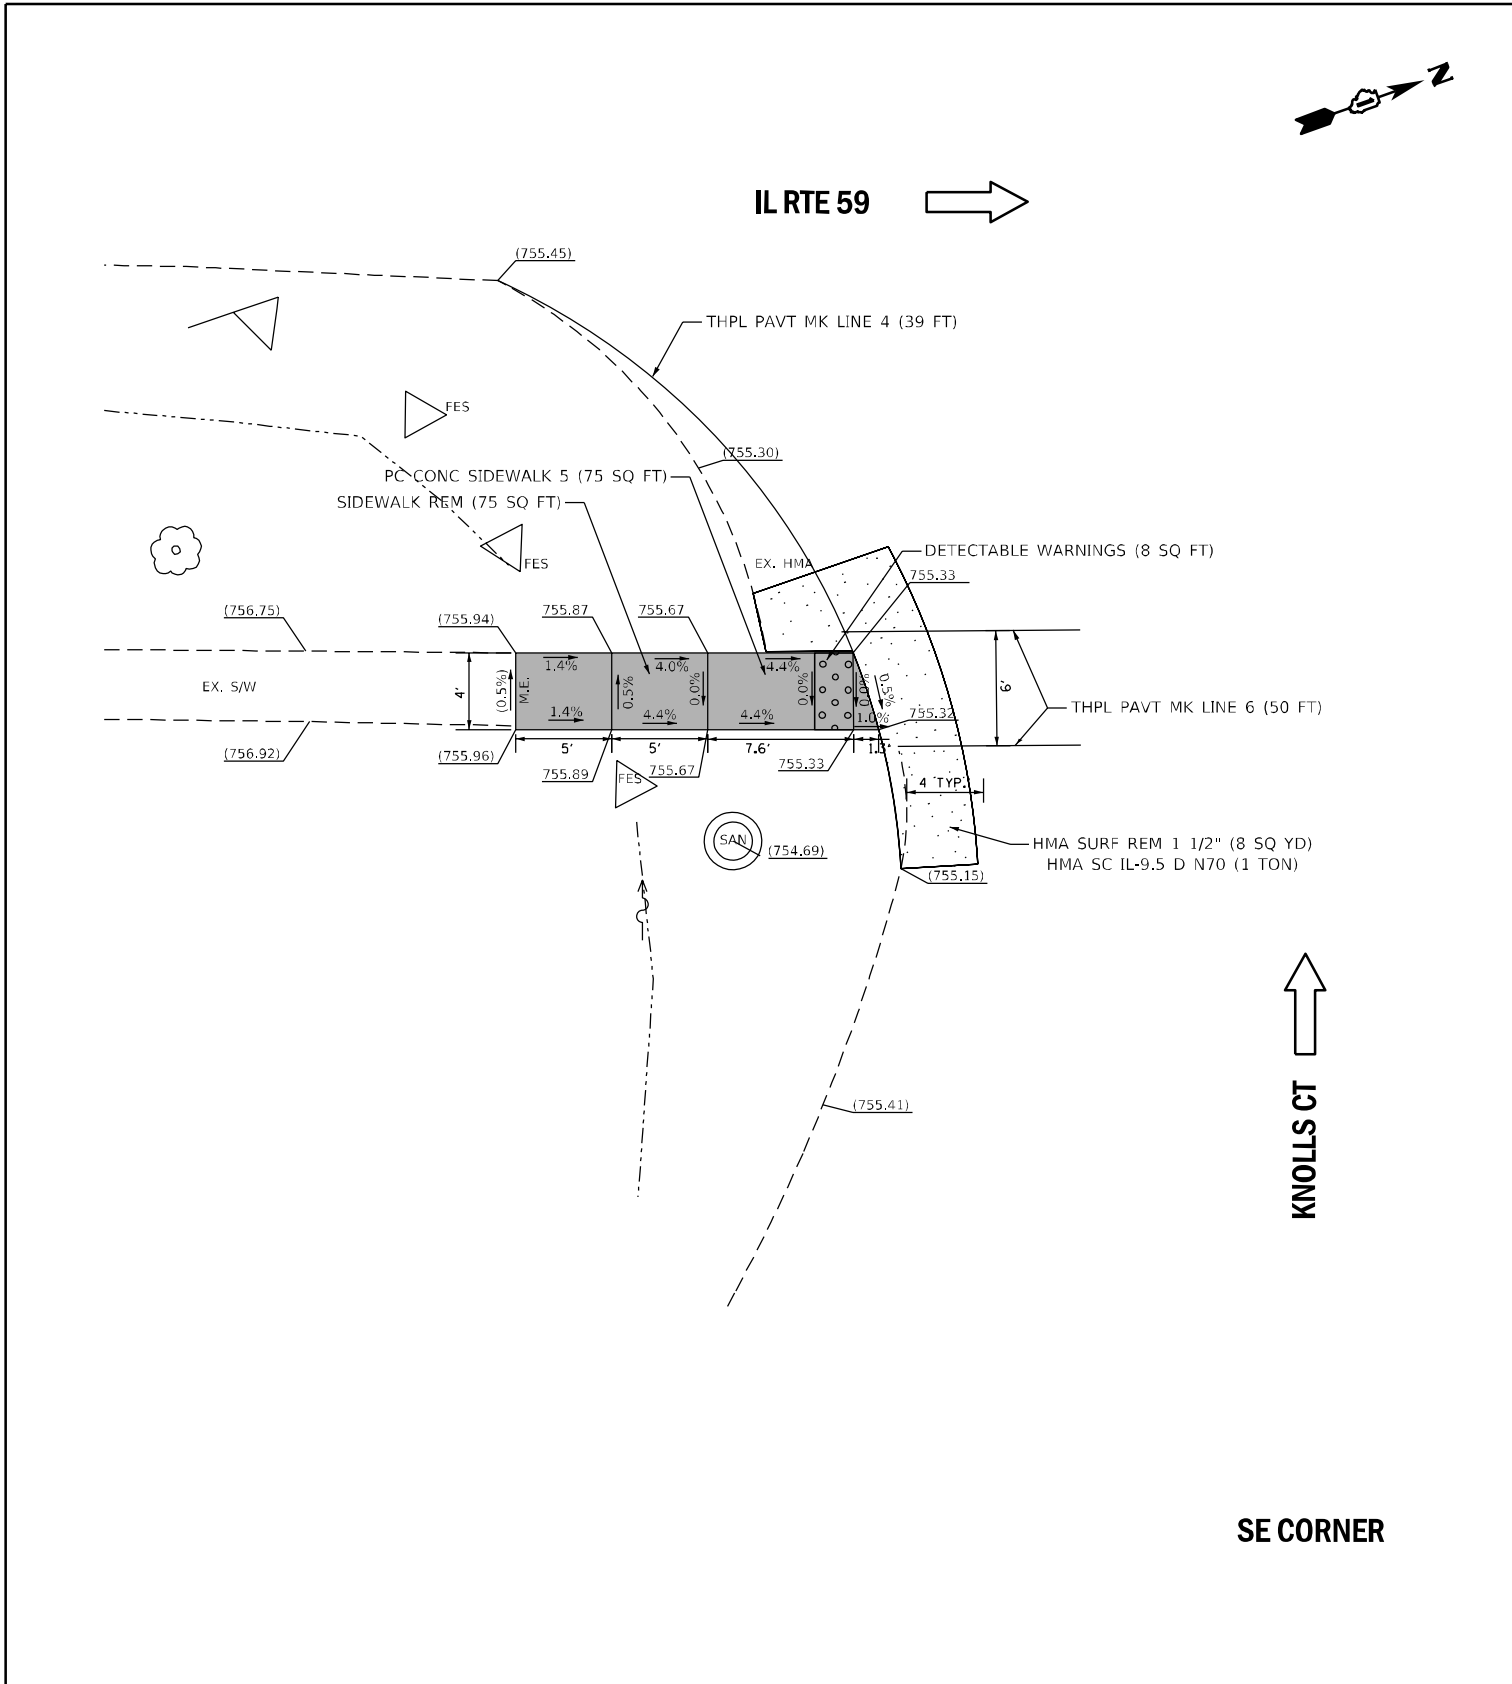 N
IL RTE 59
(755.45)
THPL PAVT MK LINE 4 (39 FT)
FES
(755.30)
PC CONC SIDEWALK 5 (75 SQ FT)
SIDEWALK REM (75 SQ FT)
DETECTABLE WARNINGS (8 SQ FT)
EX. HMA
FES
755.33
(756.75)
(755.94)
755.87
755.67
1.4%
4.0%
4.4%
EX. S/W
4'
(0.5%)
M.E.
0.5%
0.0%
0.0%
0.0%
0.5%
6'
THPL PAVT MK LINE 6 (50 FT)
1.4%
4.4%
4.4%
1.0%
755.32
(756.92)
(755.96)
5'
5'
7.6'
1.3'
755.89
755.67
755.33
FES
4 TYP.
SAN
(754.69)
HMA SURF REM 1 1/2" (8 SQ YD)
HMA SC IL-9.5 D N70 (1 TON)
(755.15)
(755.41)
KNOLLS CT
SE CORNER